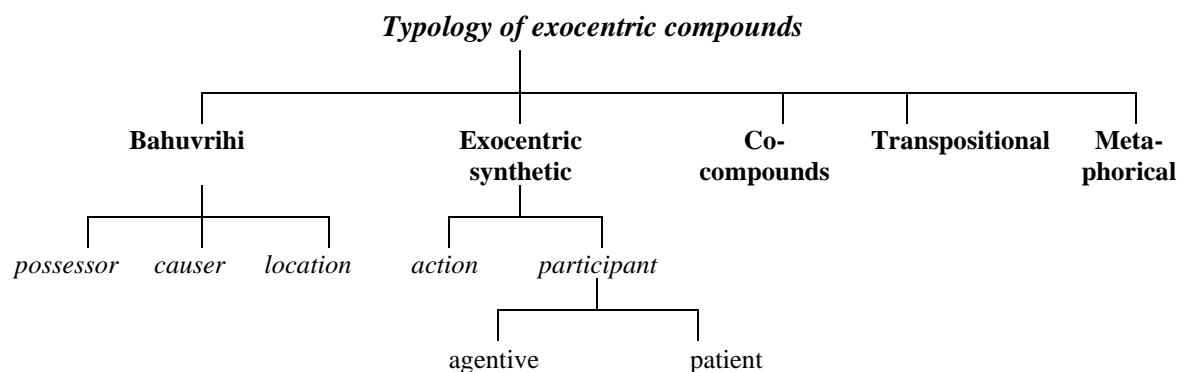 Typology of exocentric compounds
Bahuvrihi Exocentric Co- Transpositional Meta-
synthetic compounds phorical
possessor causer location action participant
agentive patient